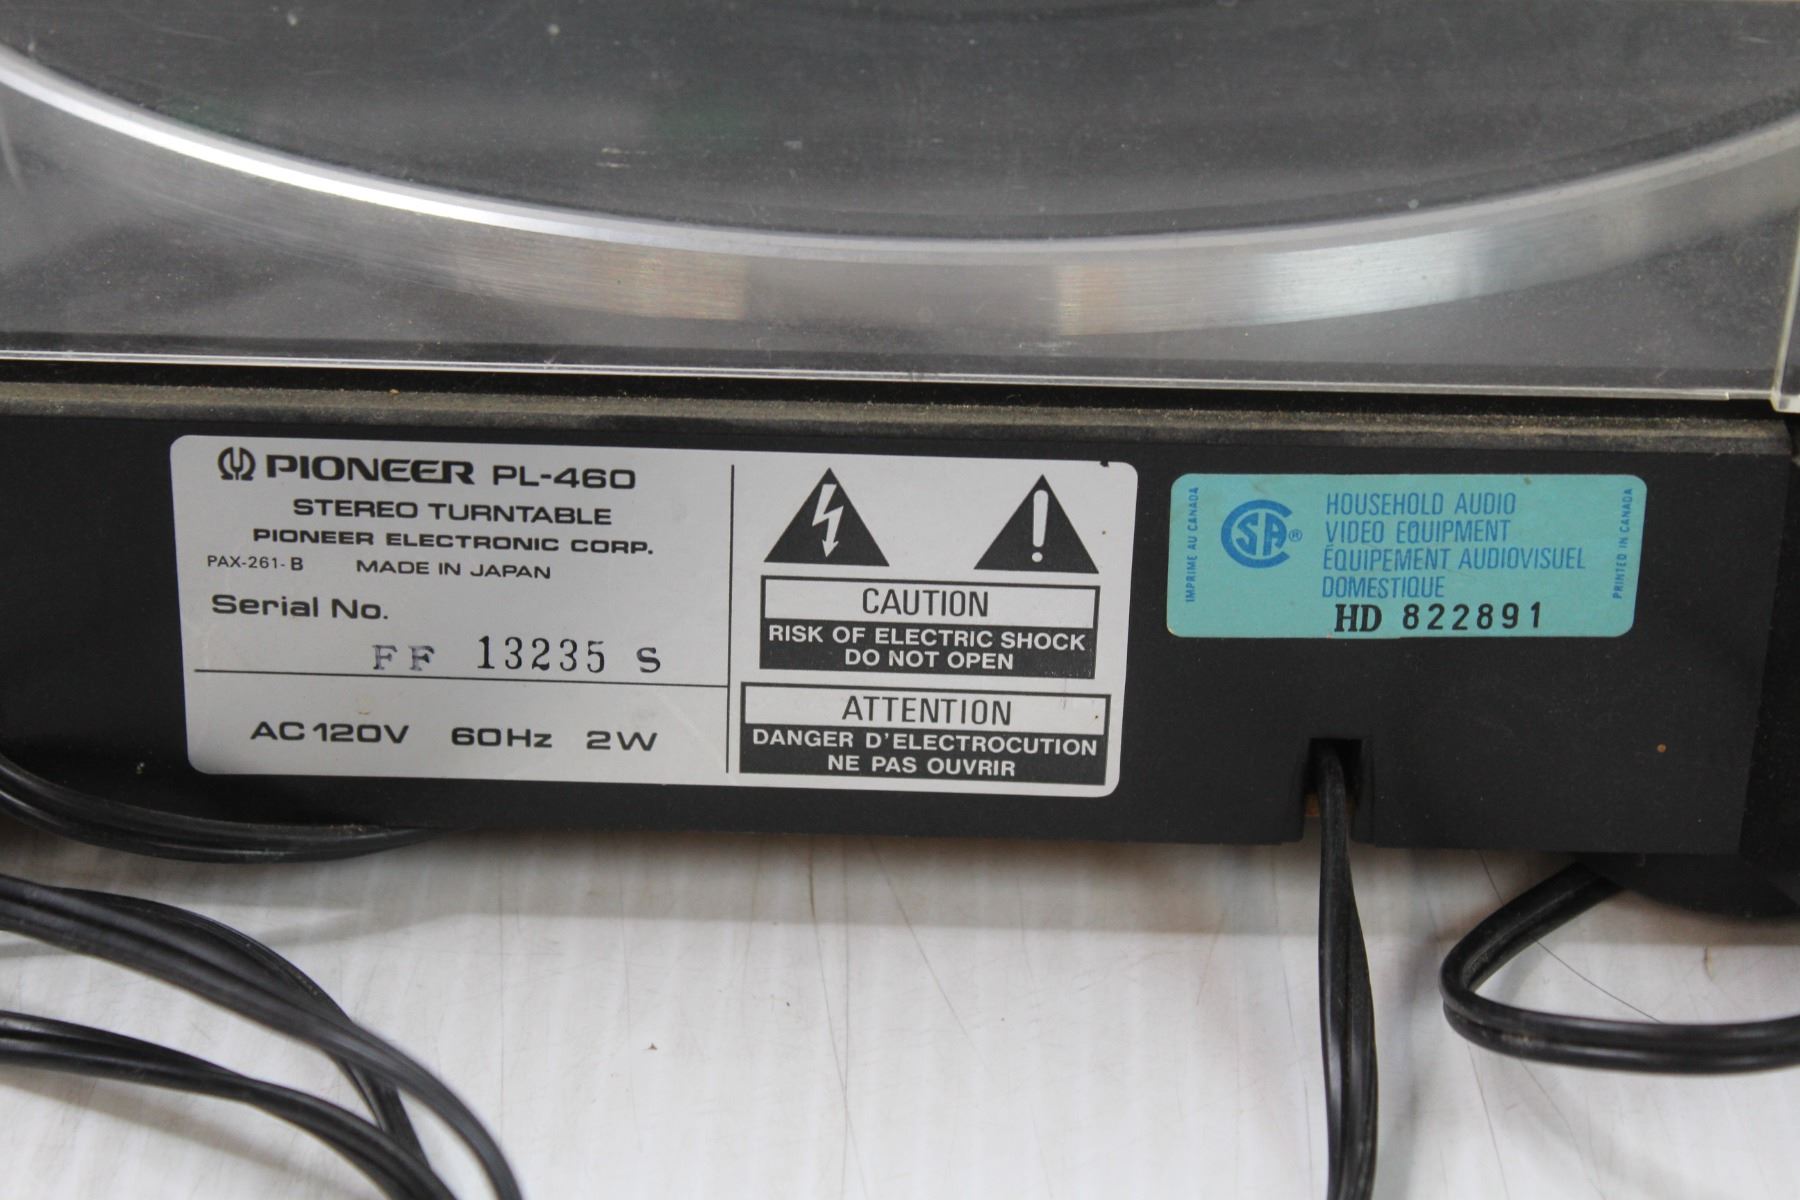 PIONEER PL-460
STEREO TURNTABLE
PIONEER ELECTRONIC CORP.
PAX-261-B MADE IN JAPAN
Serial No.
FF 13235 S
AC 120V 60Hz 2W
CAUTION
RISK OF ELECTRIC SHOCK
DO NOT OPEN
ATTENTION
DANGER D'ELECTROCUTION
NE PAS OUVRIR
IMPRIME AU CANADA
CSA®
HOUSEHOLD AUDIO
VIDEO EQUIPMENT
ÉQUIPEMENT AUDIOVISUEL
DOMESTIQUE
HD 822891
PRINTED IN CANADA